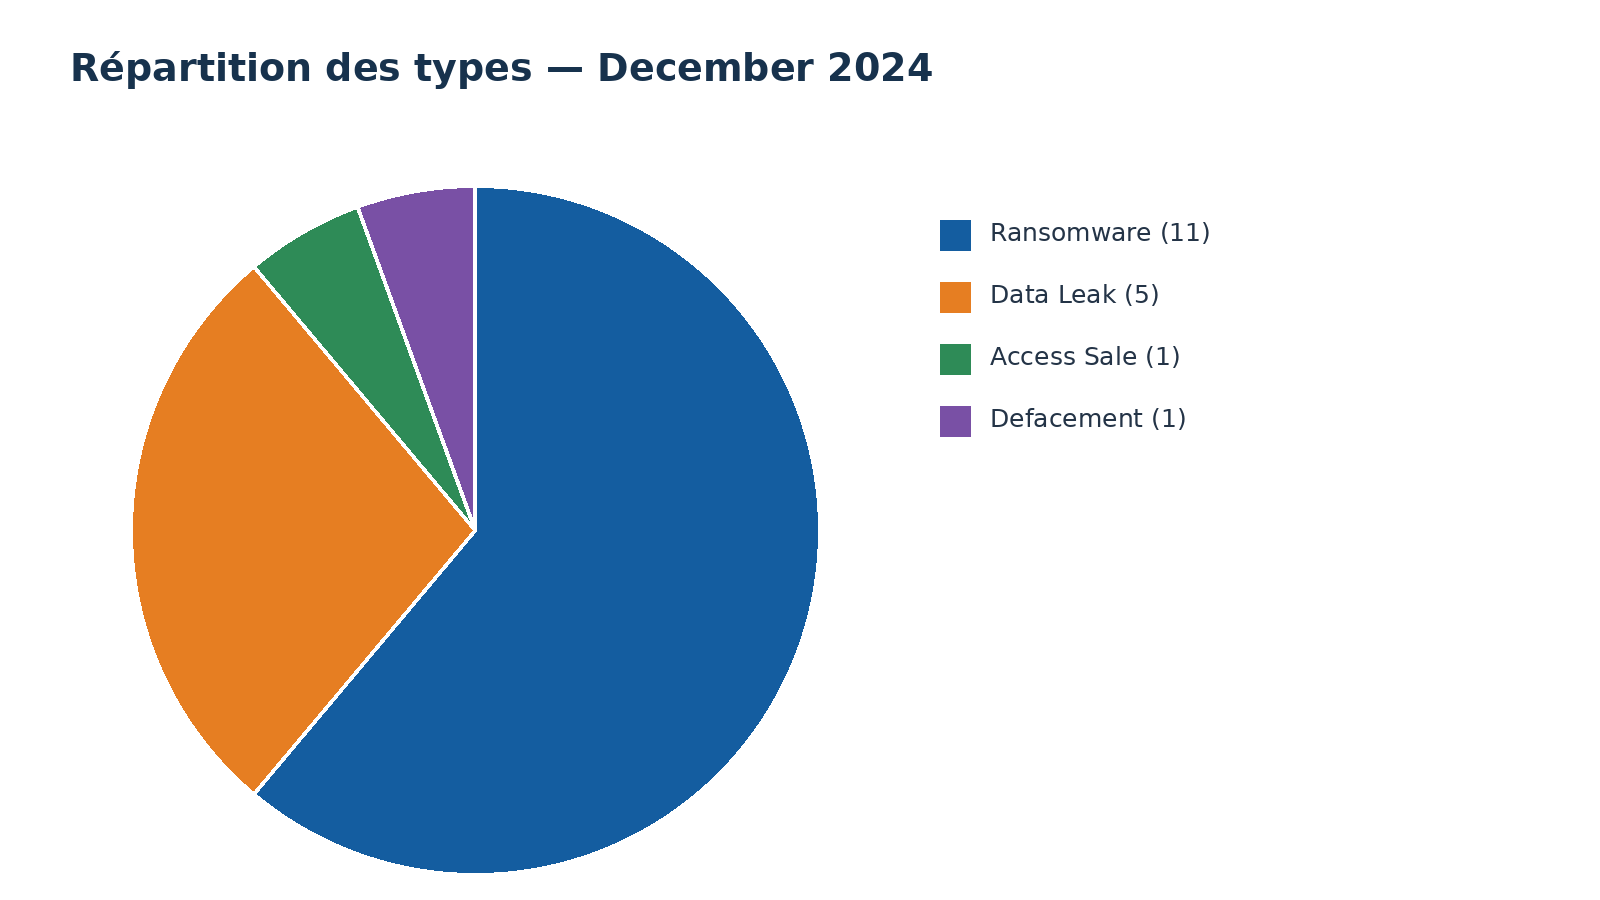 Répartition des types — December 2024
Ransomware (11)
Data Leak (5)
Access Sale (1)
Defacement (1)